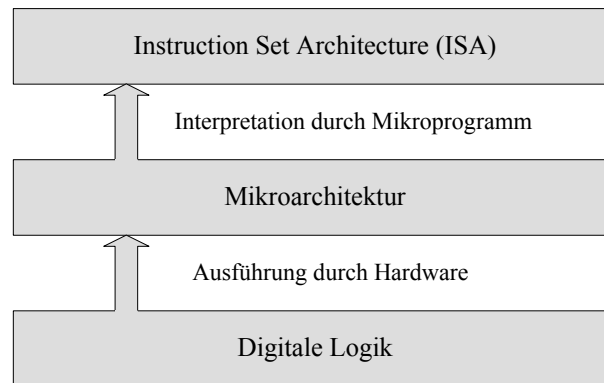 Instruction Set Architecture (ISA)
Interpretation durch Mikroprogramm
Mikroarchitektur
Ausführung durch Hardware
Digitale Logik